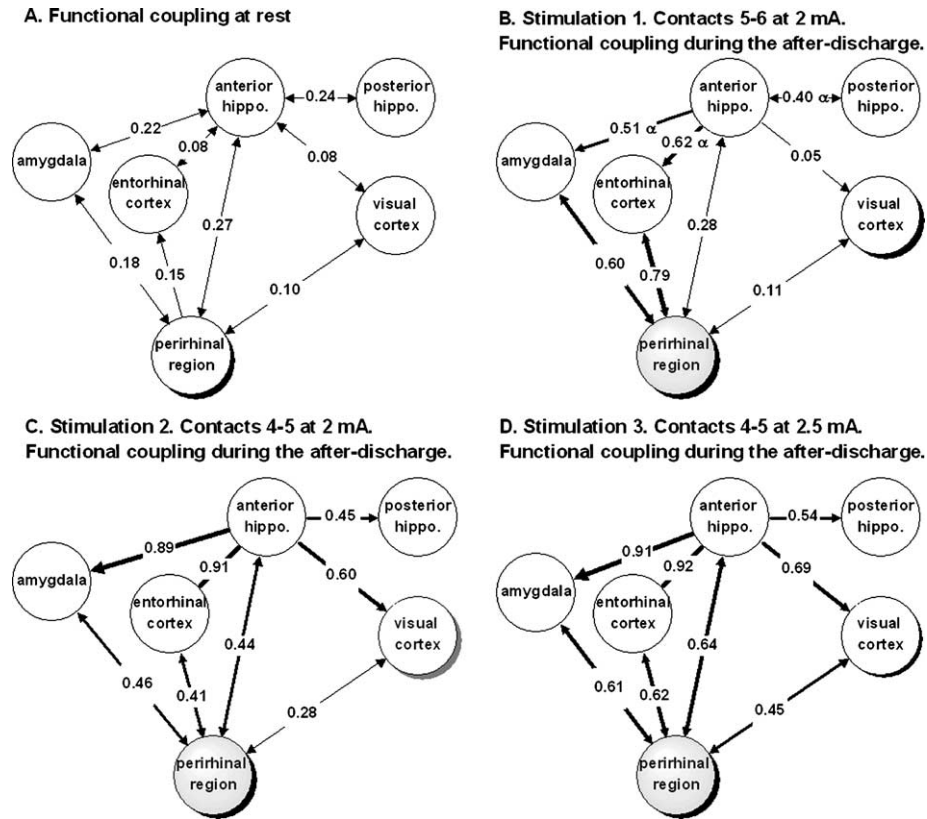 A. Functional coupling at rest
anterior
hippo.
0.24
posterior
hippo.
0.22
0.08
0.08
amygdala
entorhinal
cortex
visual
cortex
0.27
0.18
0.15
0.10
perirhinal
region
B. Stimulation 1. Contacts 5-6 at 2 mA.
Functional coupling during the after-discharge.
anterior
hippo.
0.40 α
posterior
hippo.
0.51 α
0.62 α
0.05
amygdala
entorhinal
cortex
visual
cortex
0.28
0.60
0.79
0.11
perirhinal
region
C. Stimulation 2. Contacts 4-5 at 2 mA.
Functional coupling during the after-discharge.
anterior
hippo.
0.45
posterior
hippo.
0.89
0.91
0.60
amygdala
entorhinal
cortex
visual
cortex
0.44
0.46
0.41
0.28
perirhinal
region
D. Stimulation 3. Contacts 4-5 at 2.5 mA.
Functional coupling during the after-discharge.
anterior
hippo.
0.54
posterior
hippo.
0.91
0.92
0.69
amygdala
entorhinal
cortex
visual
cortex
0.64
0.61
0.62
0.45
perirhinal
region